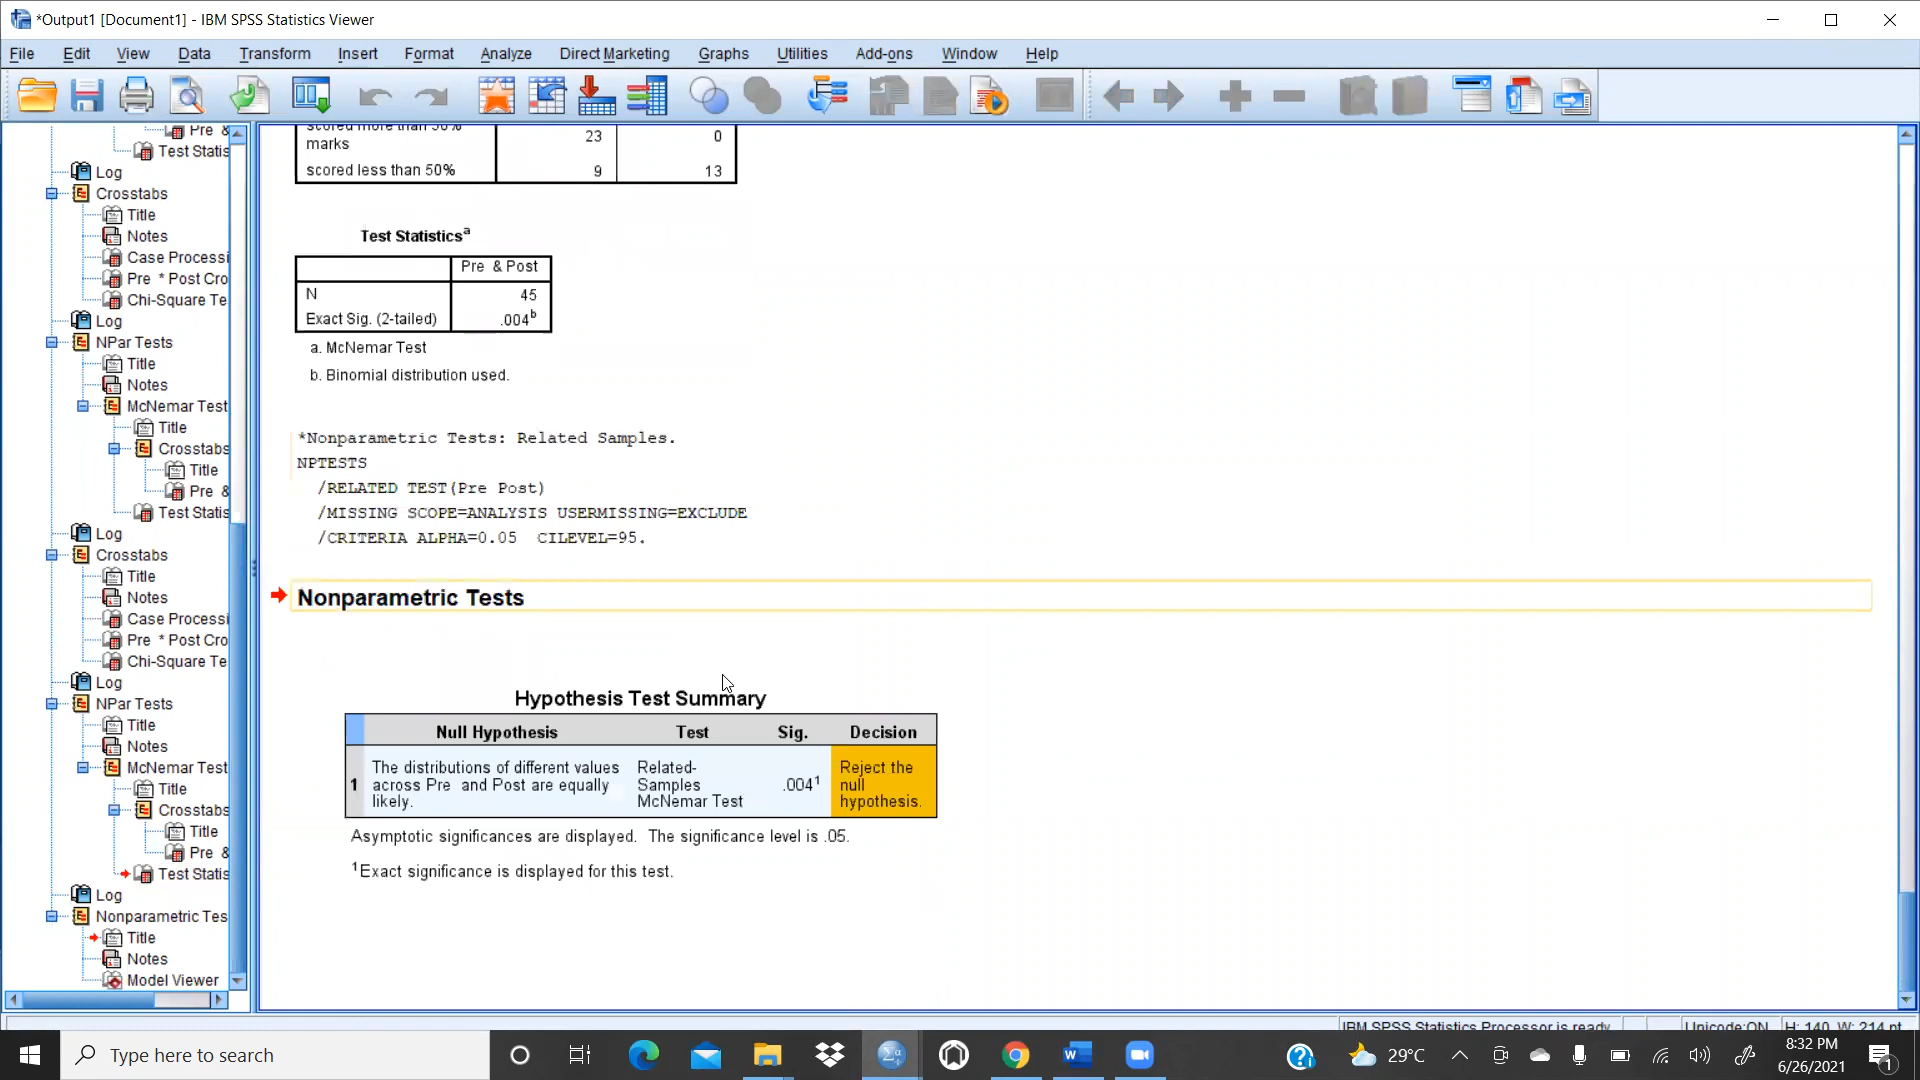 *Output1 [Document1] - IBM SPSS Statistics Viewer
File Edit View Data Transform Insert Format Analyze Direct Marketing Graphs Utilities Add-ons Window Help
Pre &
Test Statis
Log
Crosstabs
Title
Notes
Case Processi
Pre * Post Cro
Chi-Square Te
Log
NPar Tests
Title
Notes
McNemar Test
Title
Crosstabs
Title
Pre &
Test Statis
Log
Crosstabs
Title
Notes
Case Processi
Pre * Post Cro
Chi-Square Te
Log
NPar Tests
Title
Notes
McNemar Test
Title
Crosstabs
Title
Pre &
Test Statis
Log
Nonparametric Tes
Title
Notes
Model Viewer
scored more than 50%
marks 23 0
scored less than 50% 9 13
Test Statisticsᵃ
Pre & Post
N 45
Exact Sig. (2-tailed) .004ᵇ
a. McNemar Test
b. Binomial distribution used.
*Nonparametric Tests: Related Samples.
NPTESTS
/RELATED TEST(Pre Post)
/MISSING SCOPE=ANALYSIS USERMISSING=EXCLUDE
/CRITERIA ALPHA=0.05 CILEVEL=95.
Nonparametric Tests
Hypothesis Test Summary
Null Hypothesis Test Sig. Decision
The distributions of different values Related- Reject the
1 across Pre and Post are equally Samples .004¹ null
likely. McNemar Test hypothesis.
Asymptotic significances are displayed. The significance level is .05.
¹Exact significance is displayed for this test.
IBM SPSS Statistics Processor is ready Unicode:ON H: 140, W: 214 pt
Type here to search
29°C
8:32 PM
6/26/2021
1